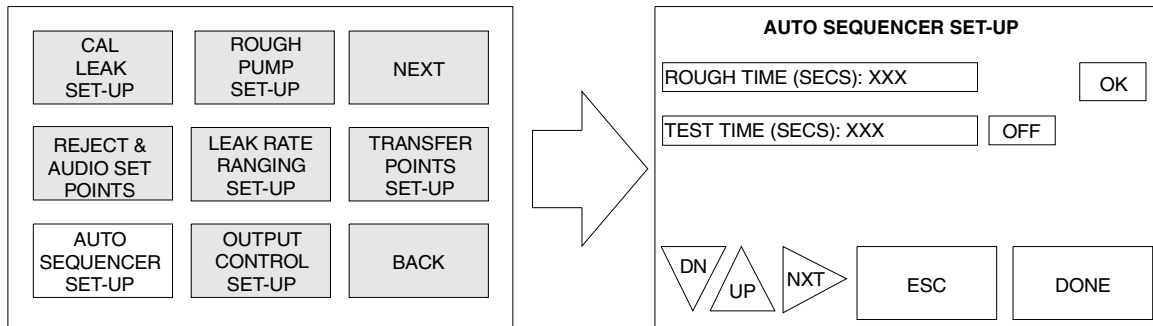 CAL
LEAK
SET-UP
ROUGH
PUMP
SET-UP
NEXT
REJECT &
AUDIO SET
POINTS
LEAK RATE
RANGING
SET-UP
TRANSFER
POINTS
SET-UP
AUTO
SEQUENCER
SET-UP
OUTPUT
CONTROL
SET-UP
BACK
AUTO SEQUENCER SET-UP
ROUGH TIME (SECS): XXX
OK
TEST TIME (SECS): XXX
OFF
DN
UP
NXT
ESC
DONE